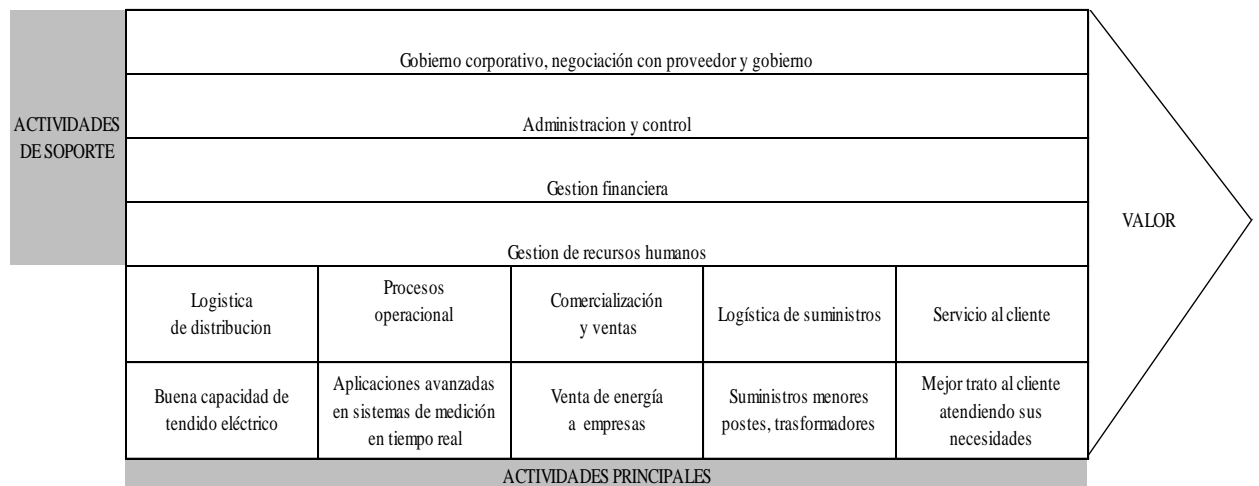 Gobierno corporativo, negociación con proveedor y gobierno
ACTIVIDADES
DE SOPORTE
Administracion y control
Gestion financiera
Gestion de recursos humanos
VALOR
Logistica
de distribucion
Procesos
operacional
Comercialización
y ventas
Logística de suministros
Servicio al cliente
Buena capacidad de
tendido eléctrico
Aplicaciones avanzadas
en sistemas de medición
en tiempo real
Venta de energía
a empresas
Suministros menores
postes, trasformadores
Mejor trato al cliente
atendiendo sus
necesidades
ACTIVIDADES PRINCIPALES